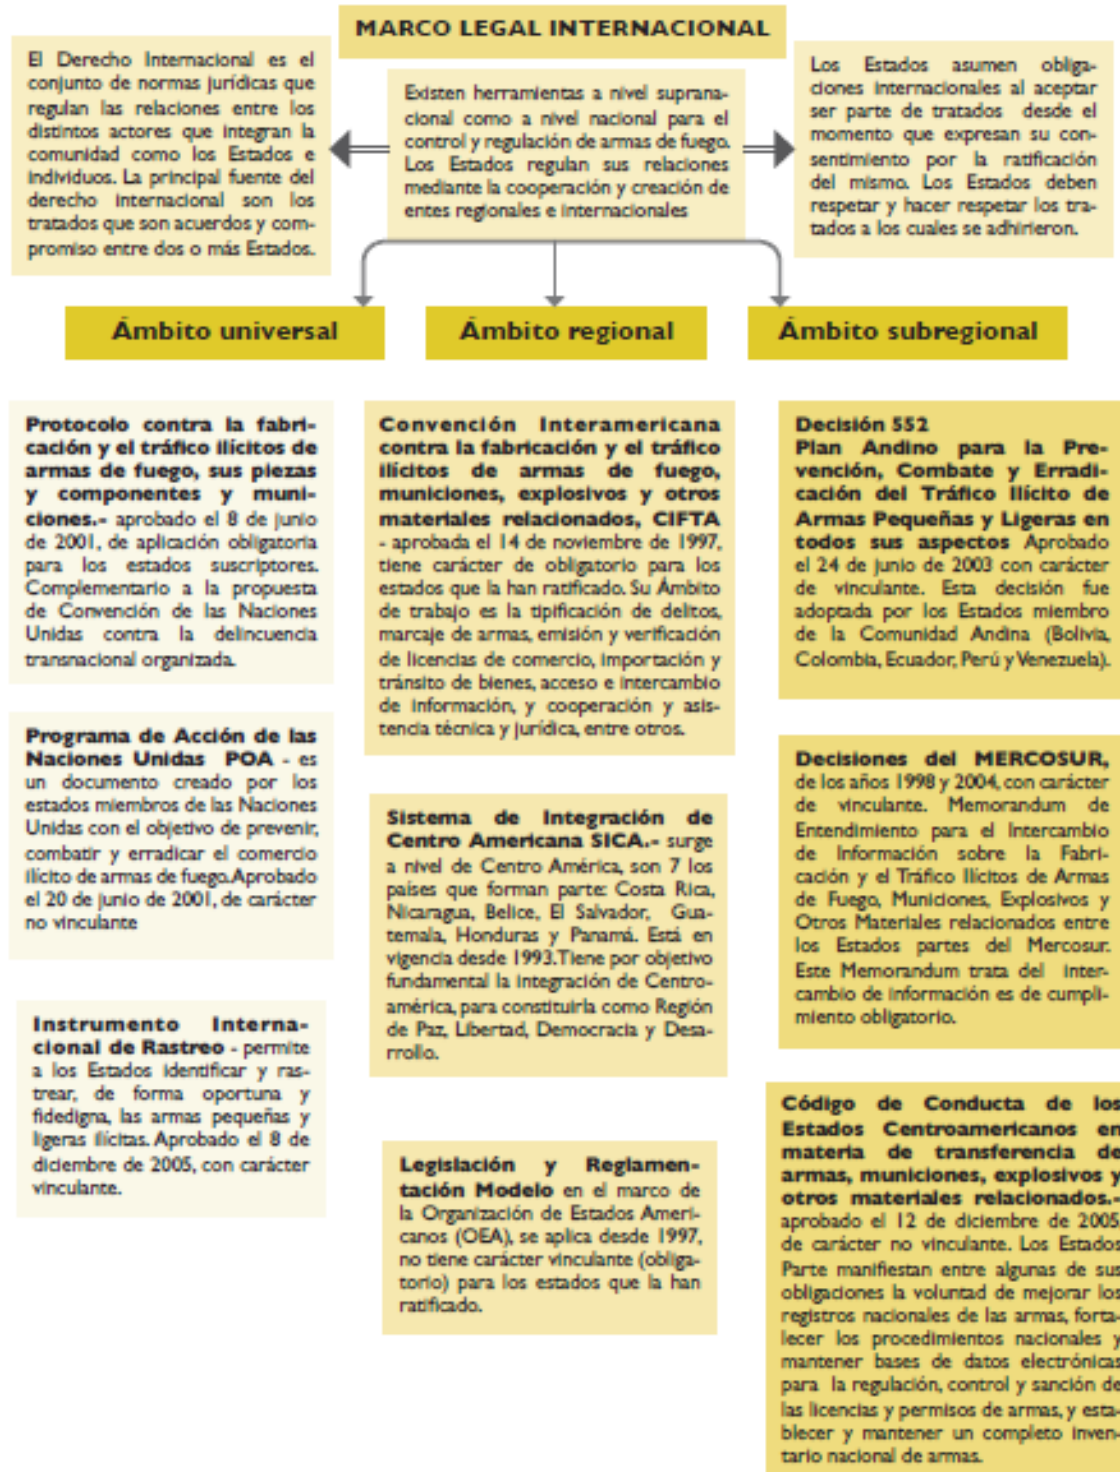 MARCO LEGAL INTERNACIONAL
El Derecho Internacional es el
conjunto de normas jurídicas que
regulan las relaciones entre los
distintos actores que integran la
comunidad como los Estados e
individuos. La principal fuente del
derecho internacional son los
tratados que son acuerdos y com-
promiso entre dos o más Estados.
Existen herramientas a nivel suprana-
cional como a nivel nacional para el
control y regulación de armas de fuego.
Los Estados regulan sus relaciones
mediante la cooperación y creación de
entes regionales e internacionales
Los Estados asumen obliga-
ciones internacionales al aceptar
ser parte de tratados desde el
momento que expresan su con-
sentimiento por la ratificación
del mismo. Los Estados deben
respetar y hacer respetar los tra-
tados a los cuales se adhirieron.
Ámbito universal
Protocolo contra la fabri-
cación y el tráfico ilícitos de
armas de fuego, sus piezas
y componentes y muni-
ciones.- aprobado el 8 de junio
de 2001, de aplicación obligatoria
para los estados suscriptores.
Complementario a la propuesta
de Convención de las Naciones
Unidas contra la delincuencia
transnacional organizada.
Programa de Acción de las
Naciones Unidas POA - es
un documento creado por los
estados miembros de las Naciones
Unidas con el objetivo de prevenir,
combatir y erradicar el comercio
ilícito de armas de fuego. Aprobado
el 20 de junio de 2001, de carácter
no vinculante
Instrumento Interna-
cional de Rastreo - permite
a los Estados identificar y ras-
trear, de forma oportuna y
fidedigna, las armas pequeñas y
ligeras ilícitas. Aprobado el 8 de
diciembre de 2005, con carácter
vinculante.
Ámbito regional
Convención Interamericana
contra la fabricación y el tráfico
ilícitos de armas de fuego,
municiones, explosivos y otros
materiales relacionados, CIFTA
- aprobada el 14 de noviembre de 1997,
tiene carácter de obligatorio para los
estados que la han ratificado. Su Ámbito
de trabajo es la tipificación de delitos,
marcaje de armas, emisión y verificación
de licencias de comercio, importación y
tránsito de bienes, acceso e intercambio
de información, y cooperación y asis-
tencia técnica y jurídica, entre otros.
Sistema de Integración de
Centro Americana SICA.- surge
a nivel de Centro América, son 7 los
países que forman parte: Costa Rica,
Nicaragua, Belice, El Salvador, Gua-
temala, Honduras y Panamá. Está en
vigencia desde 1993. Tiene por objetivo
fundamental la integración de Centro-
américa, para constituirla como Región
de Paz, Libertad, Democracia y Desa-
rrollo.
Legislación y Reglamen-
tación Modelo en el marco de
la Organización de Estados Ameri-
canos (OEA), se aplica desde 1997,
no tiene carácter vinculante (obliga-
torio) para los estados que la han
ratificado.
Ámbito subregional
Decisión 552
Plan Andino para la Pre-
vención, Combate y Erradi-
cación del Tráfico Ilícito de
Armas Pequeñas y Ligeras en
todos sus aspectos Aprobado
el 24 de junio de 2003 con carácter
de vinculante. Esta decisión fue
adoptada por los Estados miembro
de la Comunidad Andina (Bolivia,
Colombia, Ecuador, Perú y Venezuela).
Decisiones del MERCOSUR,
de los años 1998 y 2004, con carácter
de vinculante. Memorandum de
Entendimiento para el Intercambio
de Información sobre la Fabri-
cación y el Tráfico Ilícitos de Armas
de Fuego, Municiones, Explosivos y
Otros Materiales relacionados entre
los Estados partes del Mercosur.
Este Memorandum trata del inter-
cambio de información es de cumpli-
miento obligatorio.
Código de Conducta de los
Estados Centroamericanos en
materia de transferencia de
armas, municiones, explosivos y
otros materiales relacionados.-
aprobado el 12 de diciembre de 2005,
de carácter no vinculante. Los Estados
Parte manifiestan entre algunas de sus
obligaciones la voluntad de mejorar los
registros nacionales de las armas, forta-
lecer los procedimientos nacionales y
mantener bases de datos electrónicas
para la regulación, control y sanción de
las licencias y permisos de armas, y esta-
blecer y mantener un completo inven-
tario nacional de armas.